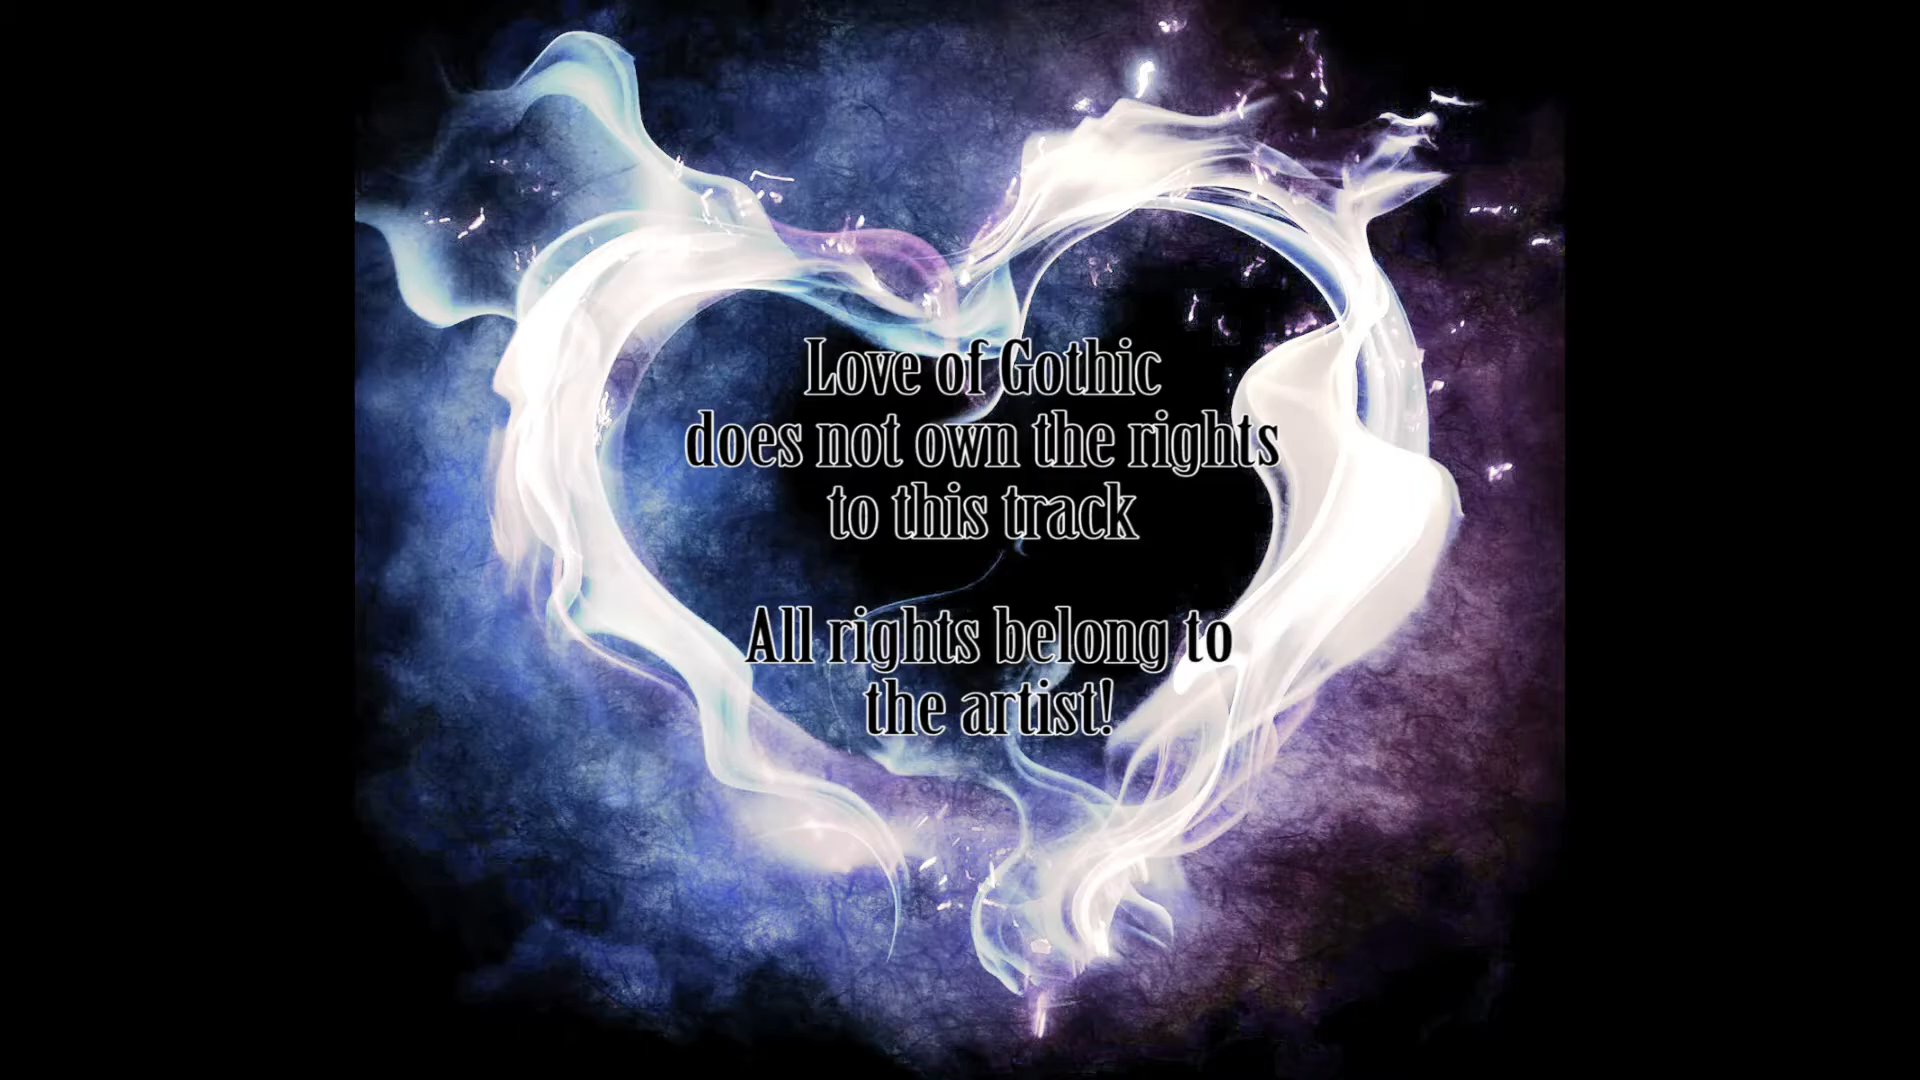 Love of Gothic
does not own the rights
to this track
All rights belong to
the artist!